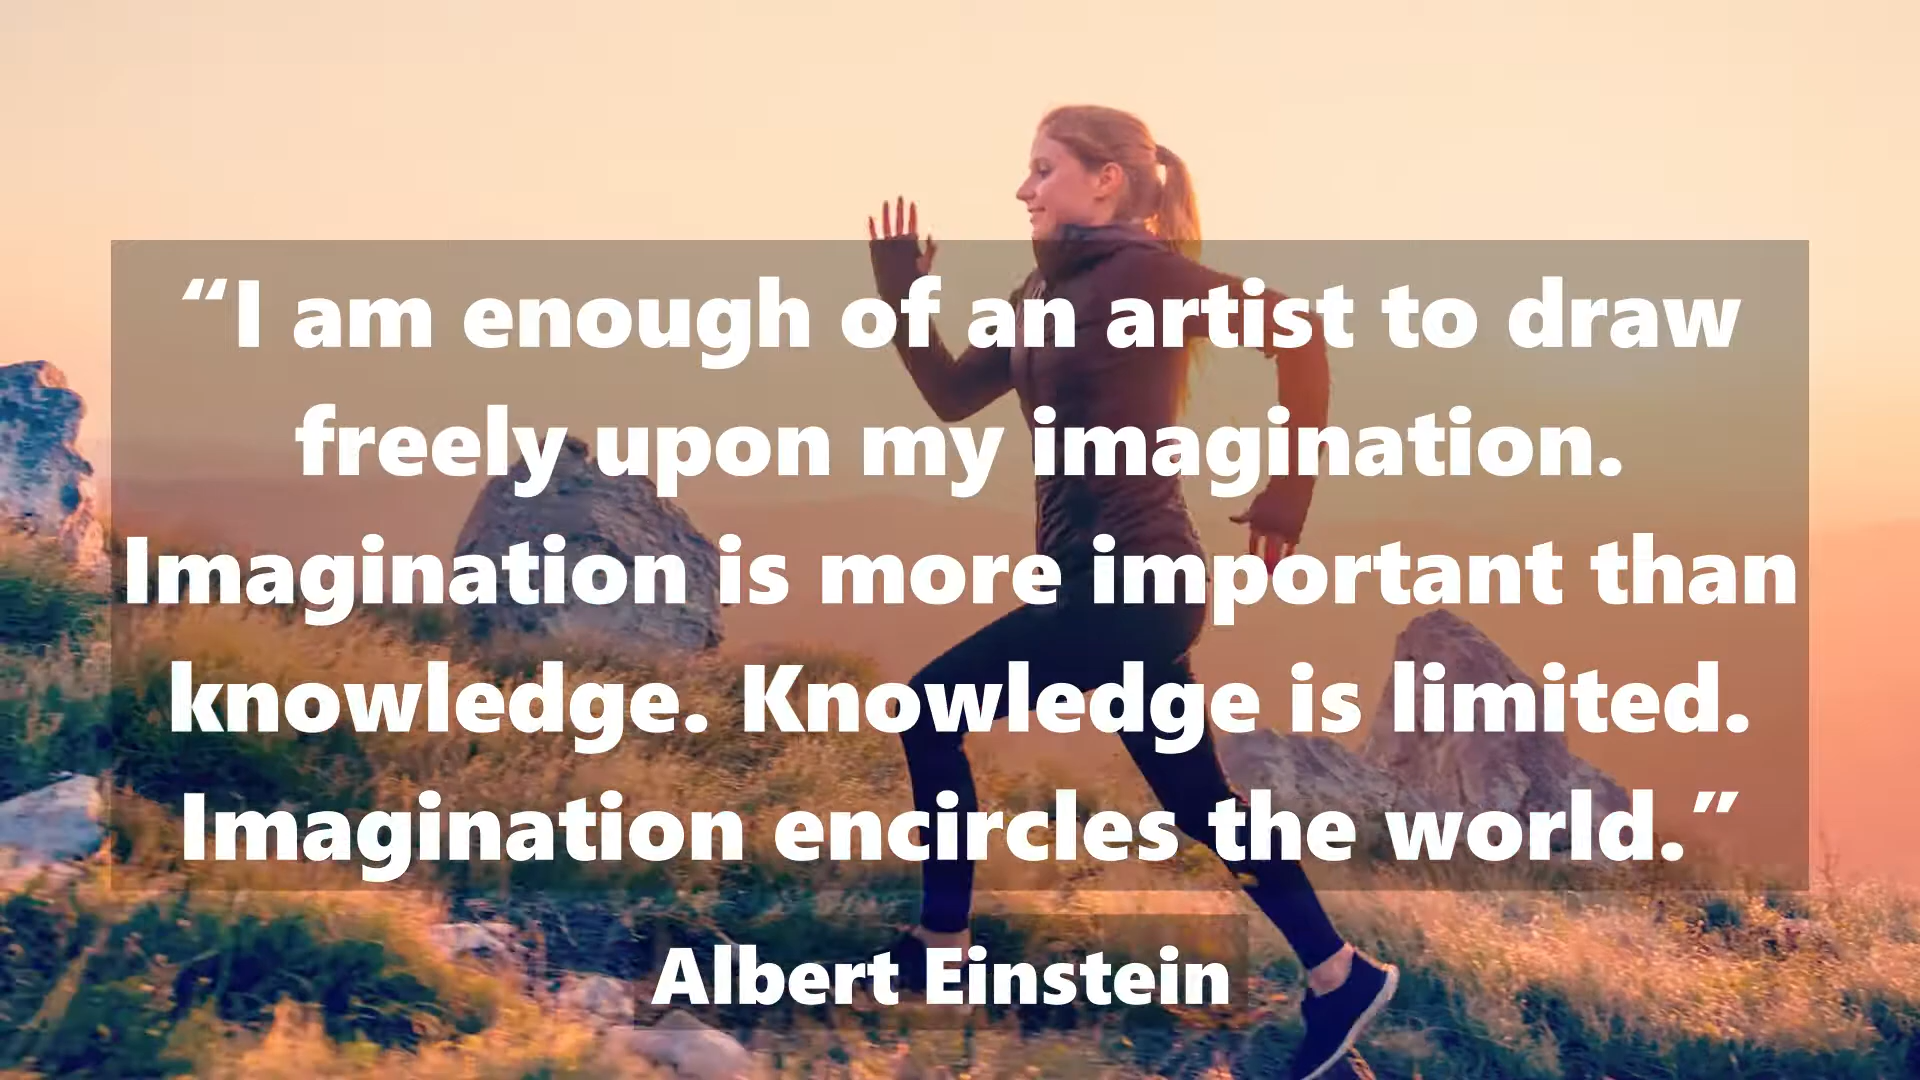 “I am enough of an artist to draw
freely upon my imagination.
Imagination is more important than
knowledge. Knowledge is limited.
Imagination encircles the world.”
Albert Einstein